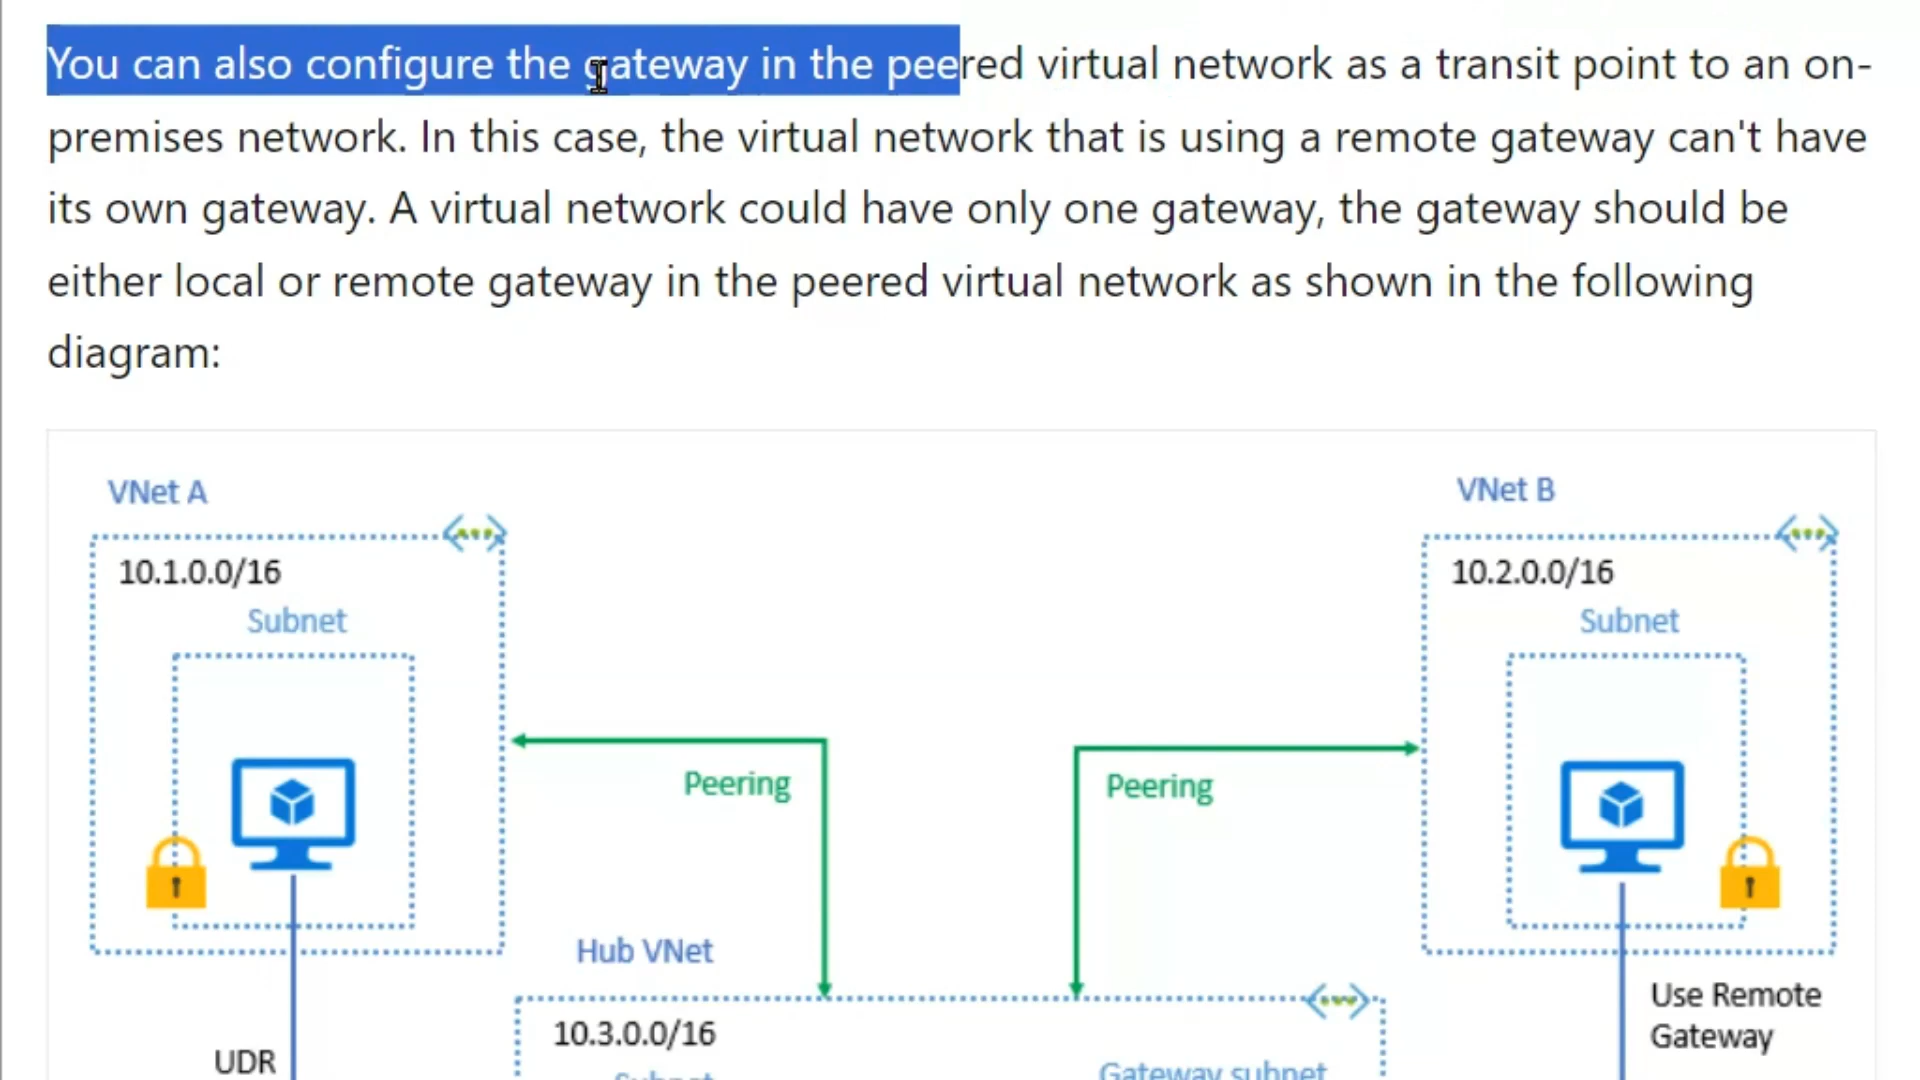 You can also configure the gateway in the peered virtual network as a transit point to an on-
premises network. In this case, the virtual network that is using a remote gateway can't have
its own gateway. A virtual network could have only one gateway, the gateway should be
either local or remote gateway in the peered virtual network as shown in the following
diagram:
VNet A
VNet B
10.1.0.0/16
10.2.0.0/16
Subnet
Subnet
Peering
Peering
Hub VNet
Use Remote
Gateway
10.3.0.0/16
UDR
Subnet
Gateway subnet